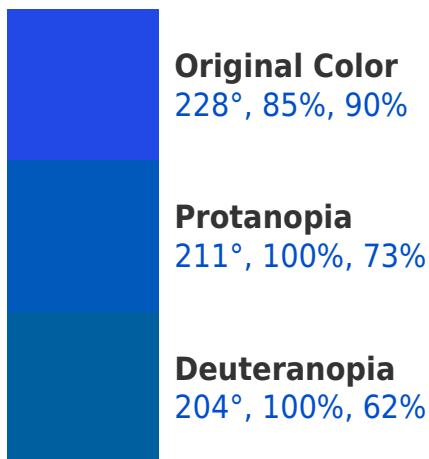 Original Color
228°, 85%, 90%
Protanopia
211°, 100%, 73%
Deuteranopia
204°, 100%, 62%